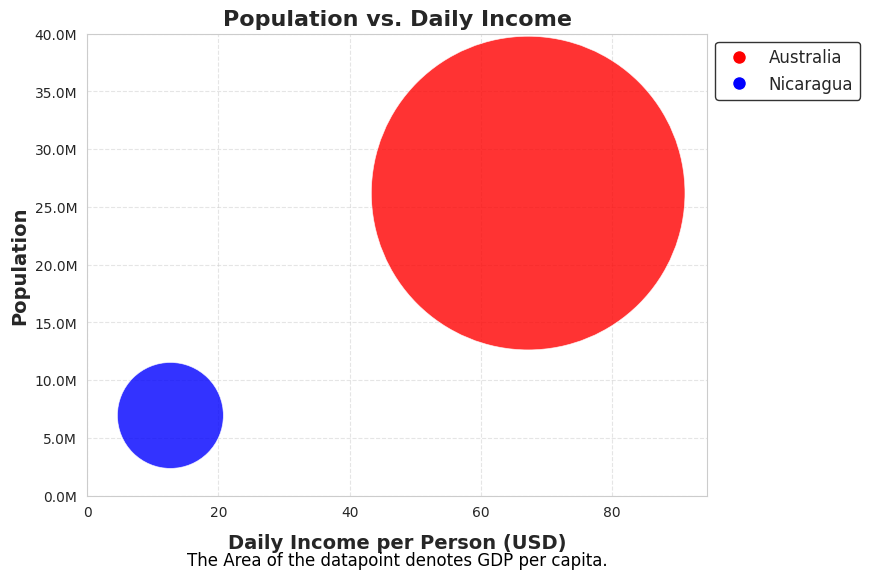 Population vs. Daily Income
40.0M
35.0M
30.0M
25.0M
20.0M
15.0M
10.0M
5.0M
0.0M
Population
0
20
40
60
80
Daily Income per Person (USD)
The Area of the datapoint denotes GDP per capita.
Australia
Nicaragua